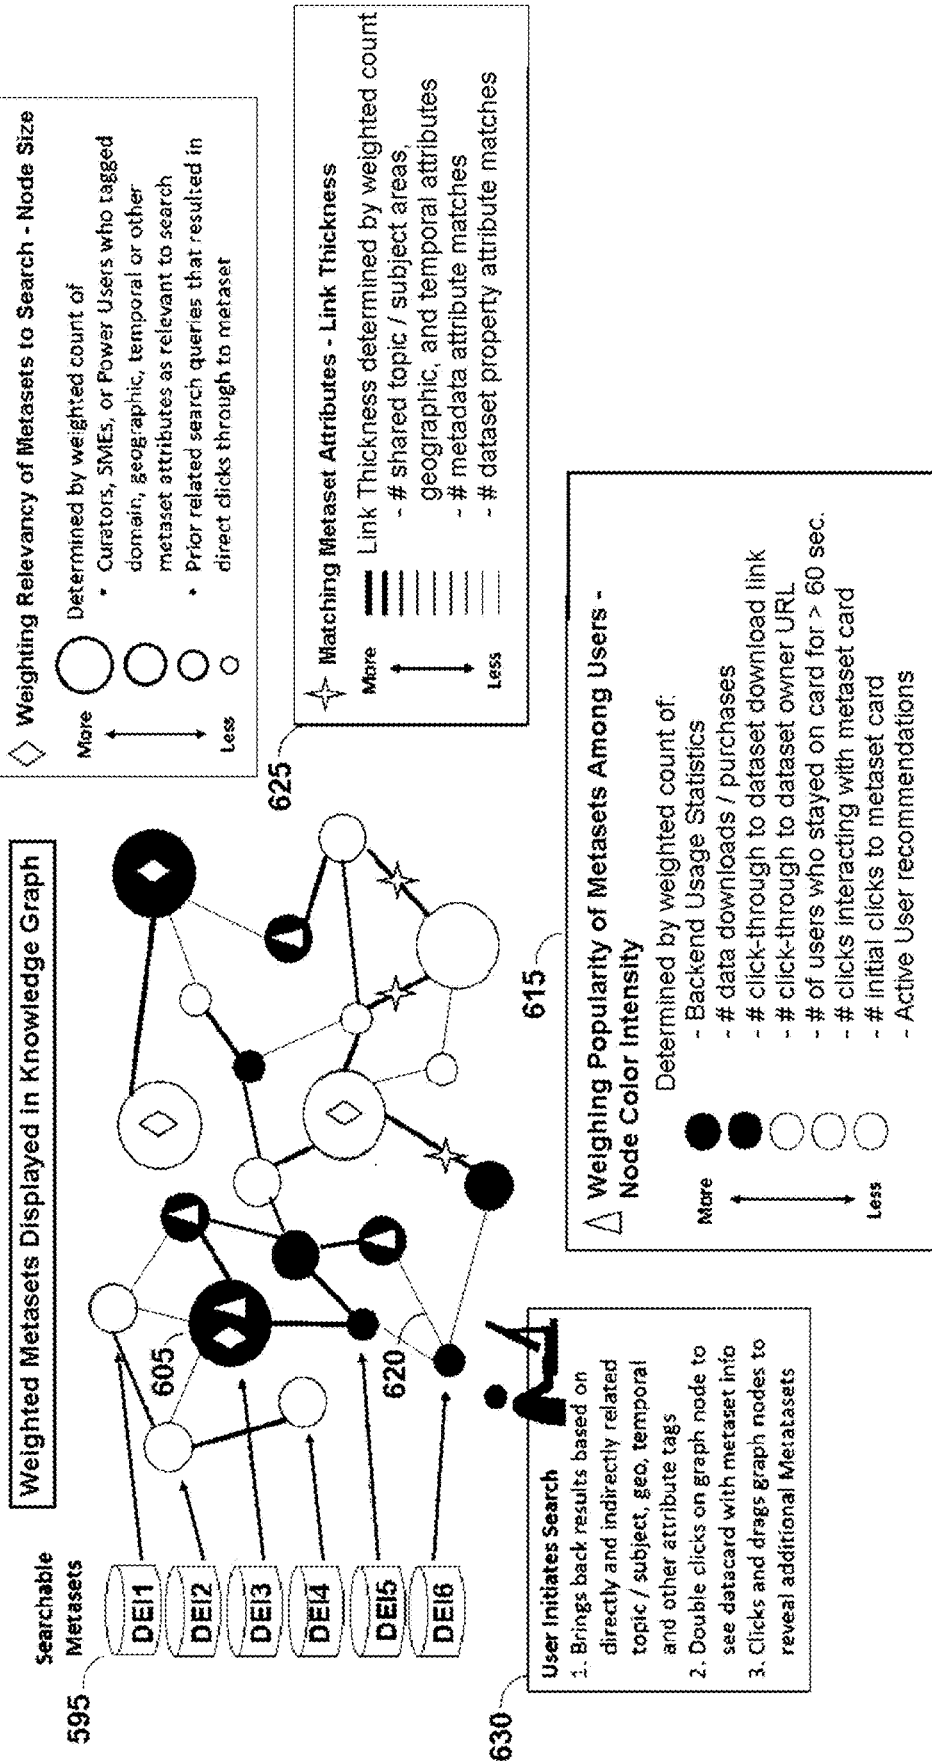 Weighted Metasets Displayed in Knowledge Graph
Searchable
Metasets
595
DEI1
DEI2
DEI3
DEI4
DEI5
DEI6
605
620
630
User Initiates Search
1. Brings back results based on
directly and indirectly related
topic / subject, geo, temporal
and other attribute tags
2. Double clicks on graph node to
see datacard with metaset info
3. Clicks and drags graph nodes to
reveal additional Metatasets
Weighting Relevancy of Metasets to Search - Node Size
More
Less
Determined by weighted count of
• Curators, SMEs, or Power Users who tagged
domain, geographic, temporal or other
metaset attributes as relevant to search
• Prior related search queries that resulted in
direct clicks through to metaset
625
Matching Metaset Attributes - Link Thickness
More
Less
Link Thickness determined by weighted count
- # shared topic / subject areas,
geographic, and temporal attributes
- # metadata attribute matches
- # dataset property attribute matches
615
Weighing Popularity of Metasets Among Users -
Node Color Intensity
More
Less
Determined by weighted count of:
- Backend Usage Statistics
- # data downloads / purchases
- # click-through to dataset download link
- # click-through to dataset owner URL
- # of users who stayed on card for > 60 sec.
- # clicks interacting with metaset card
- # initial clicks to metaset card
- Active User recommendations